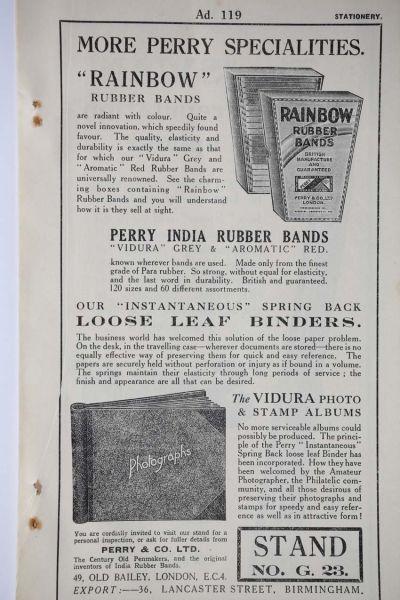 Ad. 119
STATIONERY.
MORE PERRY SPECIALITIES.
"RAINBOW"
RUBBER BANDS
are radiant with colour. Quite a
novel innovation, which speedily found
favour. The quality, elasticity and
durability is exactly the same as that
for which our "Vidura" Grey and
"Aromatic" Red Rubber Bands are
universally renowned. See the charm-
ing boxes containing "Rainbow"
Rubber Bands and you will understand
how it is they sell at sight.
RAINBOW
RUBBER
BANDS
BRITISH
MANUFACTURE
AND
GUARANTEED
PERRY & CO. LTD.
LONDON.
PERRY INDIA RUBBER BANDS
"VIDURA" GREY & "AROMATIC" RED.
known wherever bands are used. Made only from the finest
grade of Para rubber. So strong, without equal for elasticity,
and the last word in durability. British and guaranteed.
120 sizes and 60 different assortments.
OUR "INSTANTANEOUS" SPRING BACK
LOOSE LEAF BINDERS.
The business world has welcomed this solution of the loose paper problem.
On the desk, in the travelling case—wherever documents are stored—there is no
equally effective way of preserving them for quick and easy reference. The
papers are securely held without perforation or injury as if bound in a volume.
The springs maintain their elasticity through long periods of service; the
finish and appearance are all that can be desired.
Photographs
The VIDURA PHOTO
& STAMP ALBUMS
No more serviceable albums could
possibly be produced. The princi-
ple of the Perry "Instantaneous"
Spring Back loose leaf Binder has
been incorporated. How they have
been welcomed by the Amateur
Photographer, the Philatelic com-
munity, and all those desirous of
preserving their photographs and
stamps for speedy and easy refer-
ence as well as in attractive form!
You are cordially invited to visit our stand for a
personal inspection, or ask for fuller details from
PERRY & CO. LTD.
The Century Old Penmakers, and the original
inventors of India Rubber Bands.
49, OLD BAILEY, LONDON, E.C.4.
EXPORT:—36, LANCASTER STREET, BIRMINGHAM.
STAND
NO. G. 23.